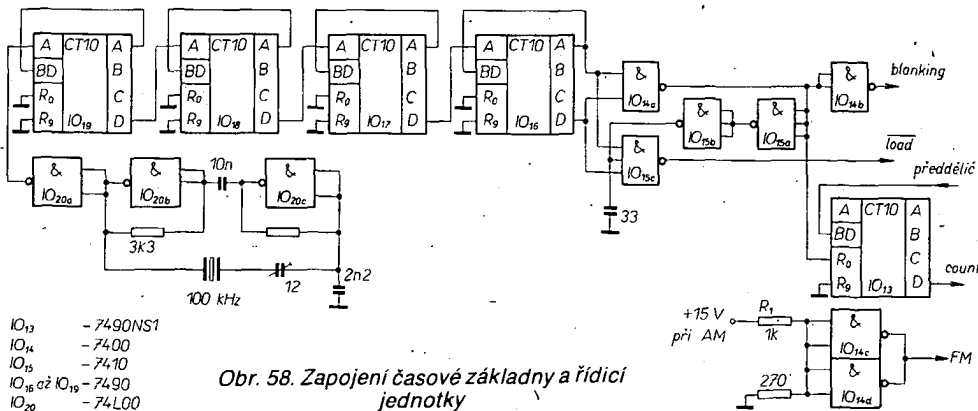 A CT10 A
BD B
R₀ C
R₉ IO₁₉ D
A CT10 A
BD B
R₀ C
R₉ IO₁₈ D
A CT10 A
BD B
R₀ C
R₉ IO₁₇ D
A CT10 A
BD B
R₀ C
R₉ IO₁₆ D
&
IO₁₄ₐ
&
IO₁₄b
blanking
&
IO₁₅b
&
IO₁₅ₐ
&
IO₁₅c
load
33
předdělič
A CT10 A
BD B
R₀ C
R₉ IO₁₃ D
count
&
IO₂₀ₐ
&
IO₂₀b
10n
&
IO₂₀c
3k3
100 kHz
12
2n2
+15 V
při AM
R₁
1k
270
&
IO₁₄c
&
IO₁₄d
FM
IO₁₃ - 7490NS1
IO₁₄ - 7400
IO₁₅ - 7410
IO₁₆ až IO₁₉ - 7490
IO₂₀ - 74L00
Obr. 58. Zapojení časové základny a řídicí
jednotky